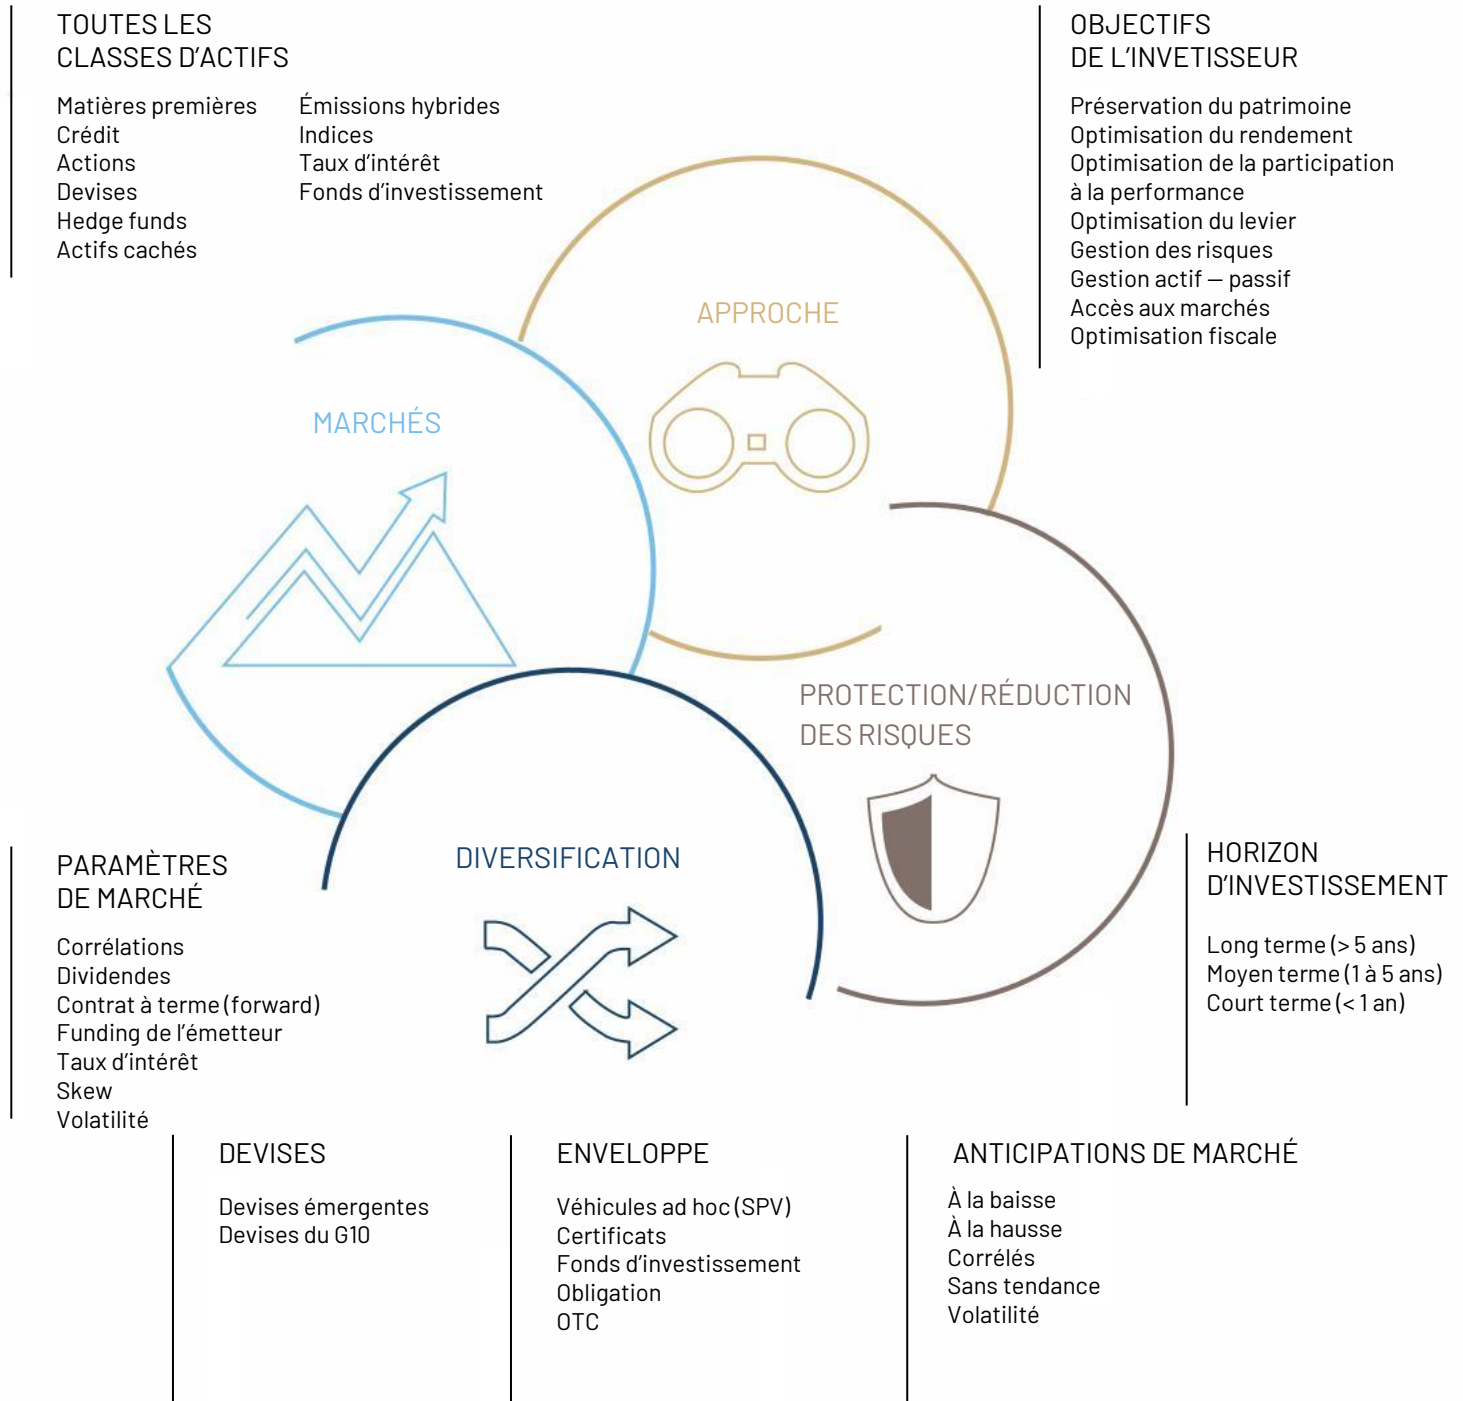 TOUTES LES
CLASSES D'ACTIFS
Matières premières
Crédit
Actions
Devises
Hedge funds
Actifs cachés
Émissions hybrides
Indices
Taux d'intérêt
Fonds d'investissement
OBJECTIFS
DE L'INVETISSEUR
Préservation du patrimoine
Optimisation du rendement
Optimisation de la participation
à la performance
Optimisation du levier
Gestion des risques
Gestion actif — passif
Accès aux marchés
Optimisation fiscale
APPROCHE
MARCHÉS
PROTECTION/RÉDUCTION
DES RISQUES
DIVERSIFICATION
PARAMÈTRES
DE MARCHÉ
Corrélations
Dividendes
Contrat à terme (forward)
Funding de l'émetteur
Taux d'intérêt
Skew
Volatilité
HORIZON
D'INVESTISSEMENT
Long terme (> 5 ans)
Moyen terme (1 à 5 ans)
Court terme (< 1 an)
DEVISES
Devises émergentes
Devises du G10
ENVELOPPE
Véhicules ad hoc (SPV)
Certificats
Fonds d'investissement
Obligation
OTC
ANTICIPATIONS DE MARCHÉ
À la baisse
À la hausse
Corrélés
Sans tendance
Volatilité